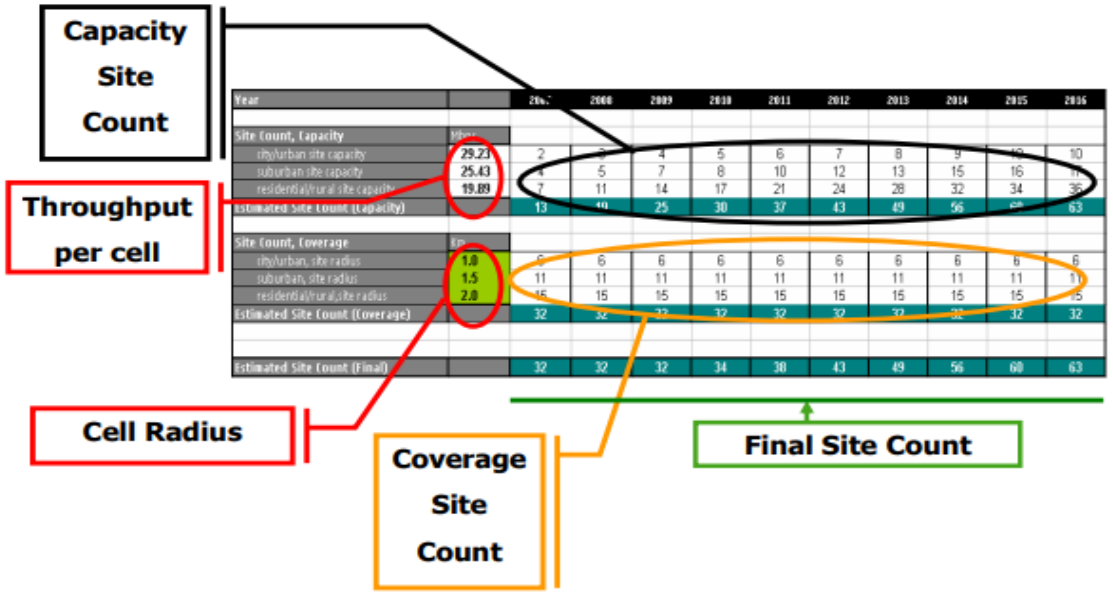 Capacity
Site
Count
Throughput
per cell
Year 2008 2009 2010 2011 2012 2013 2014 2015 2016
Site Count, Capacity
city/urban site capacity 29.23 2 4 5 6 7 8 9 10
suburban site capacity 25.43 4 5 7 8 10 12 13 15 16
residential/rural site capacity 19.89 7 11 14 17 21 24 28 32 34 36
Estimated Site Count (Capacity) 13 19 25 30 37 43 49 56 60 63
Site Count, Coverage Km
city/urban, site radius 1.0 6 6 6 6 6 6 6 6 6 6
suburban, site radius 1.5 11 11 11 11 11 11 11 11 11 11
residential/rural,site radius 2.0 15 15 15 15 15 15 15 15 15 15
Estimated Site Count (Coverage) 32 32 32 32 32 32 32 32 32 32
Estimated Site Count (Final) 32 32 32 34 38 43 49 56 60 63
Cell Radius
Coverage
Site
Count
Final Site Count